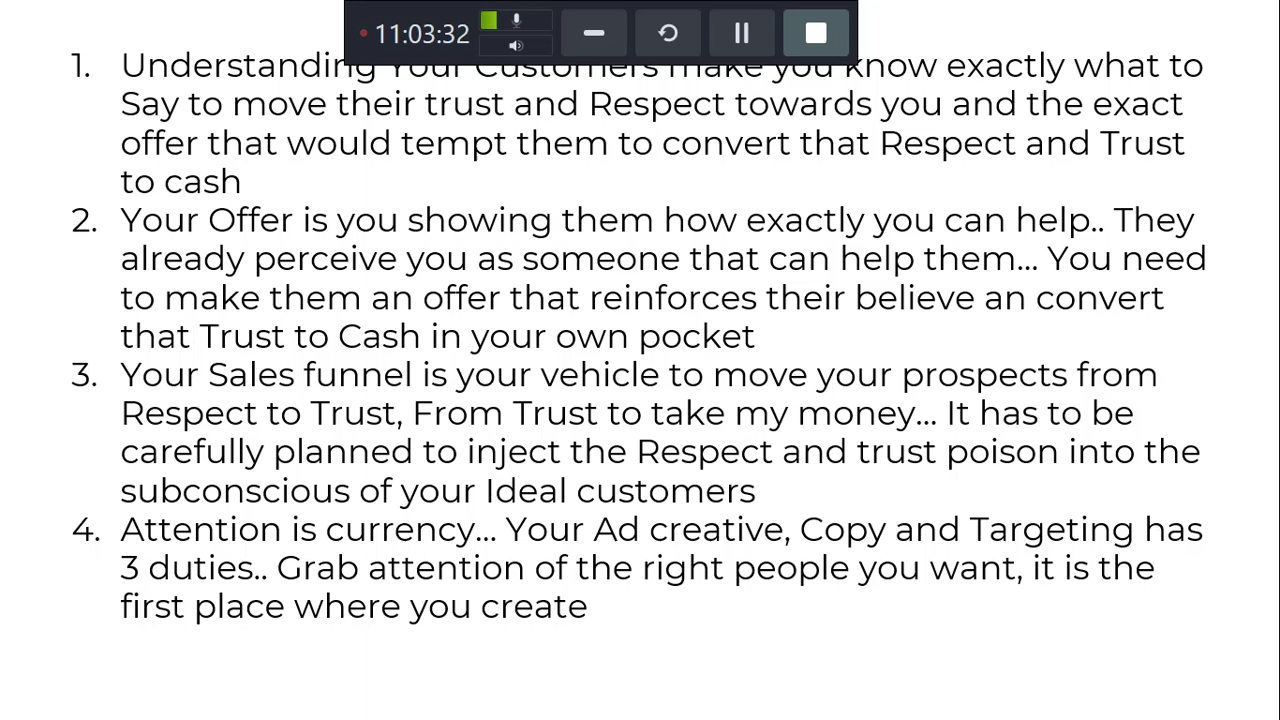 11:03:32
1. Understanding Your Customers make you know exactly what to
Say to move their trust and Respect towards you and the exact
offer that would tempt them to convert that Respect and Trust
to cash
2. Your Offer is you showing them how exactly you can help.. They
already perceive you as someone that can help them... You need
to make them an offer that reinforces their believe an convert
that Trust to Cash in your own pocket
3. Your Sales funnel is your vehicle to move your prospects from
Respect to Trust, From Trust to take my money... It has to be
carefully planned to inject the Respect and trust poison into the
subconscious of your Ideal customers
4. Attention is currency... Your Ad creative, Copy and Targeting has
3 duties.. Grab attention of the right people you want, it is the
first place where you create